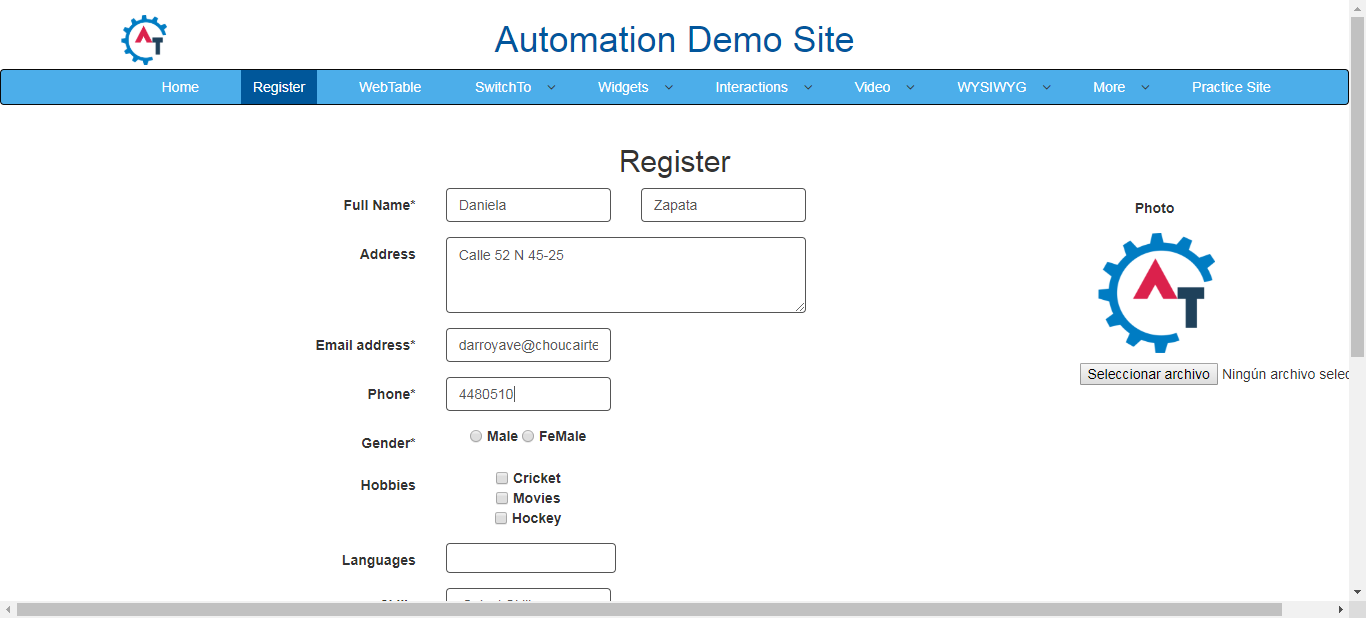 AT
Automation Demo Site
Home Register WebTable SwitchTo Widgets Interactions Video WYSIWYG More Practice Site
Register
Full Name* Daniela Zapata
Photo
Address Calle 52 N 45-25
AT
Email address* darroyave@choucairte
Seleccionar archivo Ningún archivo selec
Phone* 4480510
Gender* Male FeMale
Hobbies Cricket
Movies
Hockey
Languages